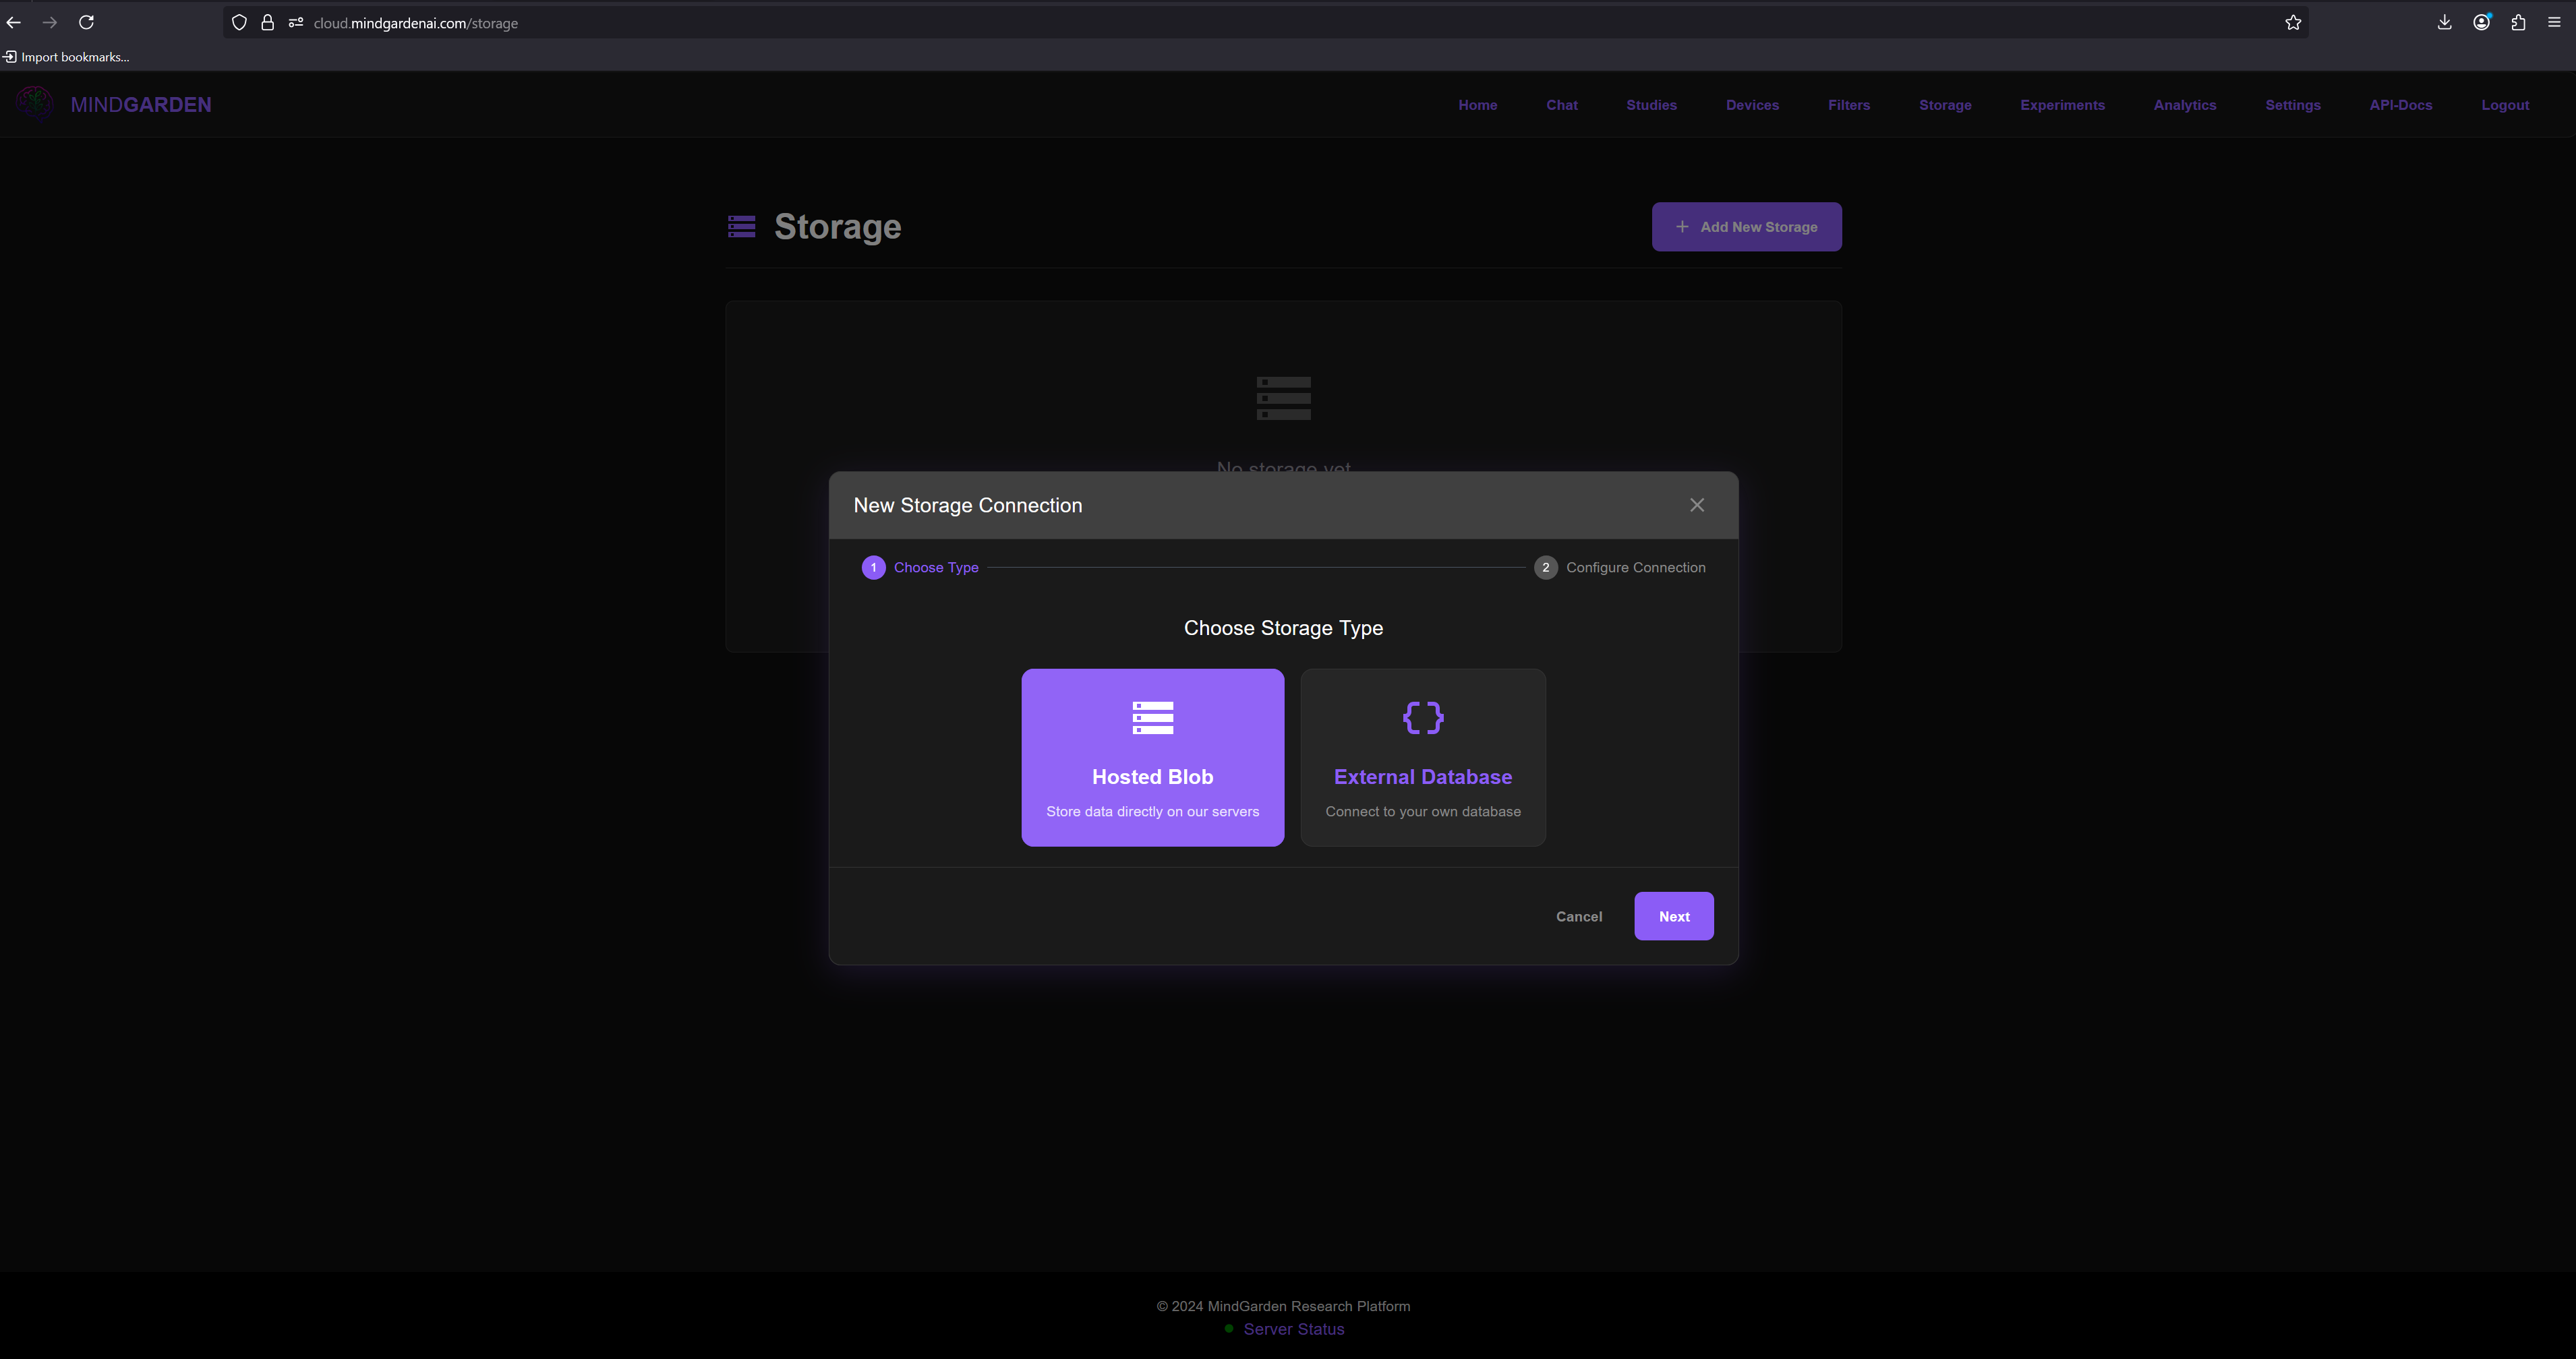 cloud.mindgardenai.com/storage
Import bookmarks...
MINDGARDEN
Home Chat Studies Devices Filters Storage Experiments Analytics Settings API-Docs Logout
Storage
+ Add New Storage
No storage yet
New Storage Connection
1 Choose Type 2 Configure Connection
Choose Storage Type
Hosted Blob
Store data directly on our servers
External Database
Connect to your own database
Cancel Next
© 2024 MindGarden Research Platform
Server Status